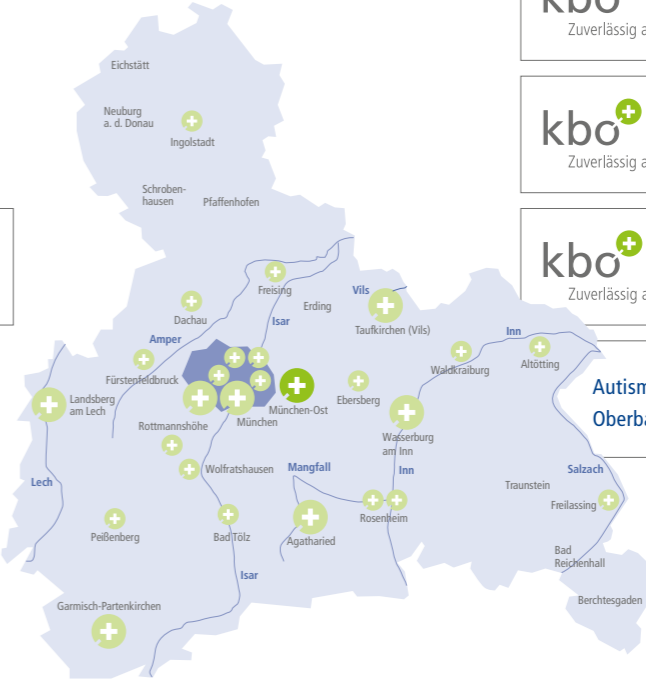 kbo
Zuverlässig a
Eichstätt
Neuburg
a. d. Donau
Ingolstadt
kbo
Zuverlässig a
Schroben-
hausen
Pfaffenhofen
kbo
Zuverlässig a
Freising
Vils
Erding
Dachau
Isar
Taufkirchen (Vils)
Amper
Inn
Fürstenfeldbruck
Waldkraiburg
Altötting
Landsberg
am Lech
Ebersberg
München-Ost
Autism
Oberba
Rottmannshöhe
München
Wasserburg
am Inn
Wolfratshausen
Mangfall
Inn
Salzach
Lech
Traunstein
Freilassing
Rosenheim
Peißenberg
Bad Tölz
Agatharied
Bad
Reichenhall
Isar
Garmisch-Partenkirchen
Berchtesgaden